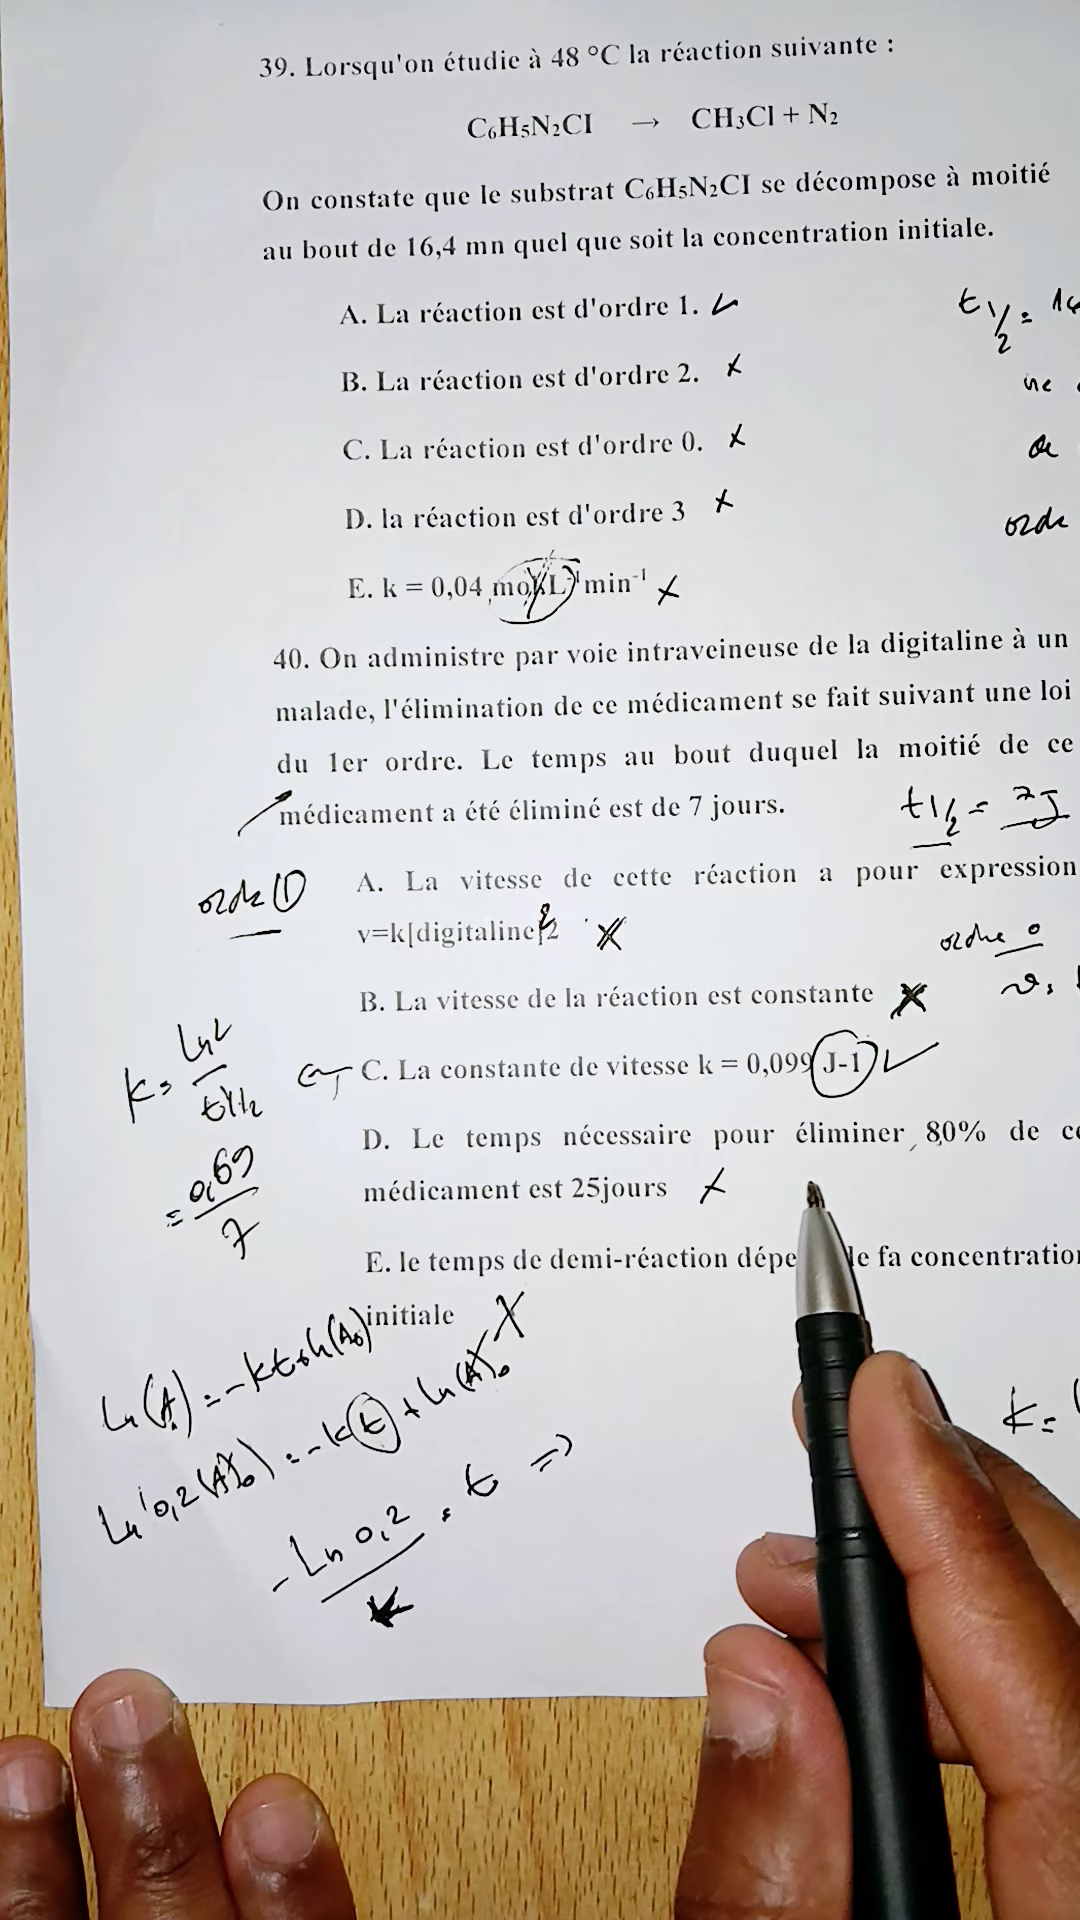 39. Lorsqu'on étudie à 48 °C la réaction suivante :
C₆H₅N₂CI → CH₃Cl + N₂
On constate que le substrat C₆H₅N₂CI se décompose à moitié
au bout de 16,4 mn quel que soit la concentration initiale.
A. La réaction est d'ordre 1.
t 1/2 =
B. La réaction est d'ordre 2. x
ne
C. La réaction est d'ordre 0. x
de
D. la réaction est d'ordre 3 x
ordre
E. k = 0,04 mol L⁻¹ min⁻¹ x
40. On administre par voie intraveineuse de la digitaline à un
malade, l'élimination de ce médicament se fait suivant une loi
du 1er ordre. Le temps au bout duquel la moitié de ce
médicament a été éliminé est de 7 jours.
t 1/2 = 7J
ordre 1
A. La vitesse de cette réaction a pour expression
v=k[digitaline]2 x
ordre 0
B. La vitesse de la réaction est constante x
v =
k = ln2 / t1/2
C. La constante de vitesse k = 0,099 J-1
D. Le temps nécessaire pour éliminer 80% de ce
= 0,69 / 7
médicament est 25jours x
E. le temps de demi-réaction dépe le fa concentration
initiale x
ln(A) = -kt + ln(A₀)
ln 0,2(A)₀ = -k t + ln(A)₀
k =
- Ln 0,2 / k = t ⇒